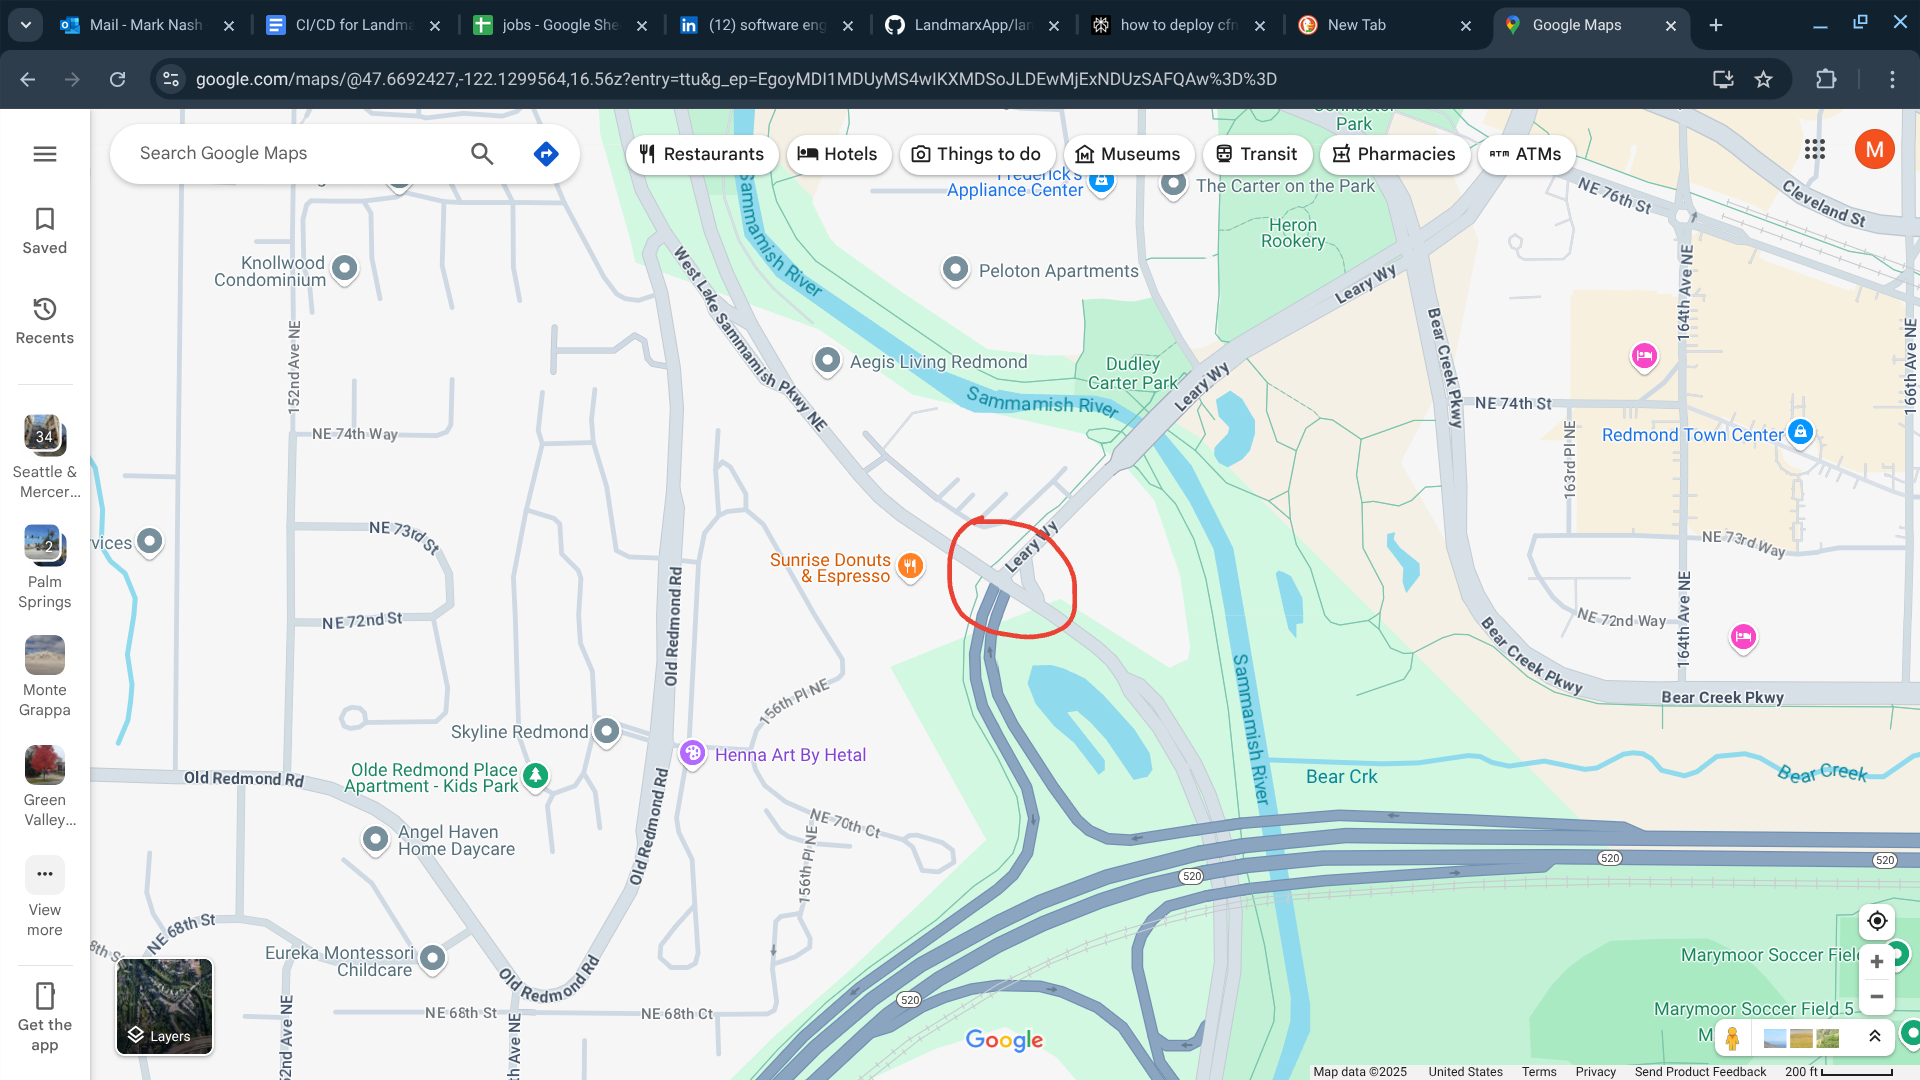 Mail - Mark Nash
CI/CD for Landma
jobs - Google She
(12) software eng
LandmarxApp/lan
how to deploy cfn
New Tab
Google Maps
google.com/maps/@47.6692427,-122.1299564,16.56z?entry=ttu&g_ep=EgoyMDI1MDUyMS4wIKXMDSoJLDEwMjExNDUzSAFQAw%3D%3D
Search Google Maps
Restaurants
Hotels
Things to do
Museums
Transit
Pharmacies
ATM ATMs
M
Saved
Recents
34
Seattle &
Mercer...
2
Palm
Springs
Monte
Grappa
Green
Valley...
View
more
Get the
app
Layers
Connector
Park
Frederick's
Appliance Center
The Carter on the Park
Heron
Rookery
NE 76th St
Cleveland St
Knollwood
Condominium
Sammamish River
Peloton Apartments
Leary Wy
West Lake Sammamish Pkwy NE
152nd Ave NE
164th Ave NE
166th Ave NE
Bear Creek Pkwy
Aegis Living Redmond
Dudley
Carter Park
Leary Wy
Sammamish River
NE 74th St
NE 74th Way
Redmond Town Center
163rd Pl NE
NE 73rd St
vices
Leary Wy
NE 73rd Way
Sunrise Donuts
& Espresso
Old Redmond Rd
NE 72nd St
NE 72nd Way
164th Ave NE
Bear Creek Pkwy
Bear Creek Pkwy
156th Pl NE
Sammamish River
Skyline Redmond
Henna Art By Hetal
Olde Redmond Place
Apartment - Kids Park
Old Redmond Rd
Old Redmond Rd
Bear Crk
Bear Creek
NE 70th Ct
156th Pl NE
Angel Haven
Home Daycare
520
520
520
520
NE 68th St
8th St
Eureka Montessori
Childcare
Old Redmond Rd
NE 68th St
NE 68th Ct
52nd Ave NE
th Ave NE
Marymoor Soccer Fiel
Marymoor Soccer Field 5
M
Google
Map data ©2025
United States
Terms
Privacy
Send Product Feedback
200 ft